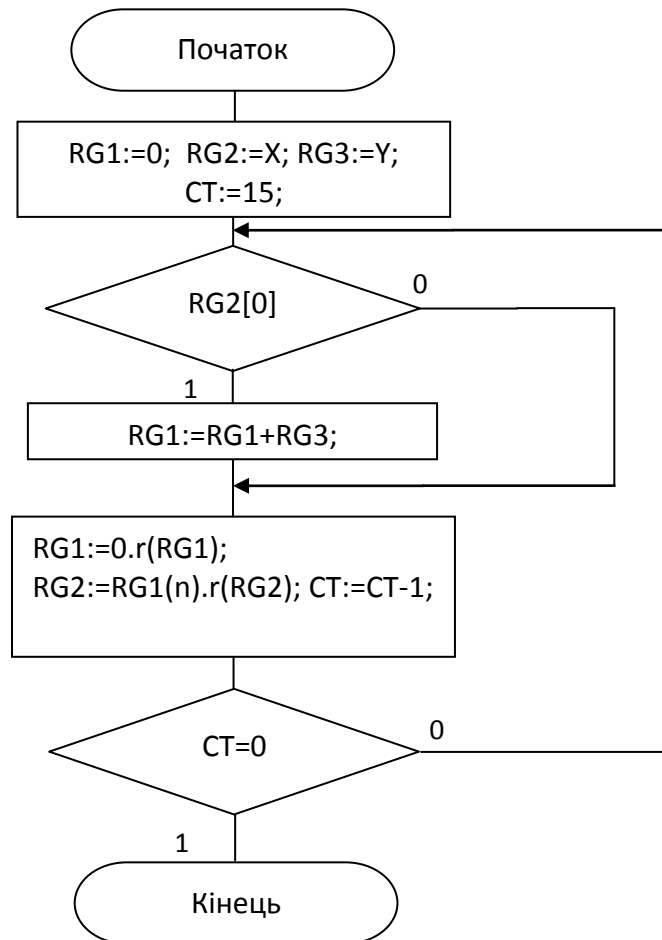 Початок
RG1:=0; RG2:=X; RG3:=Y;
CT:=15;
RG2[0]
0
1
RG1:=RG1+RG3;
RG1:=0.r(RG1);
RG2:=RG1(n).r(RG2); CT:=CT-1;
CT=0
0
1
Кінець